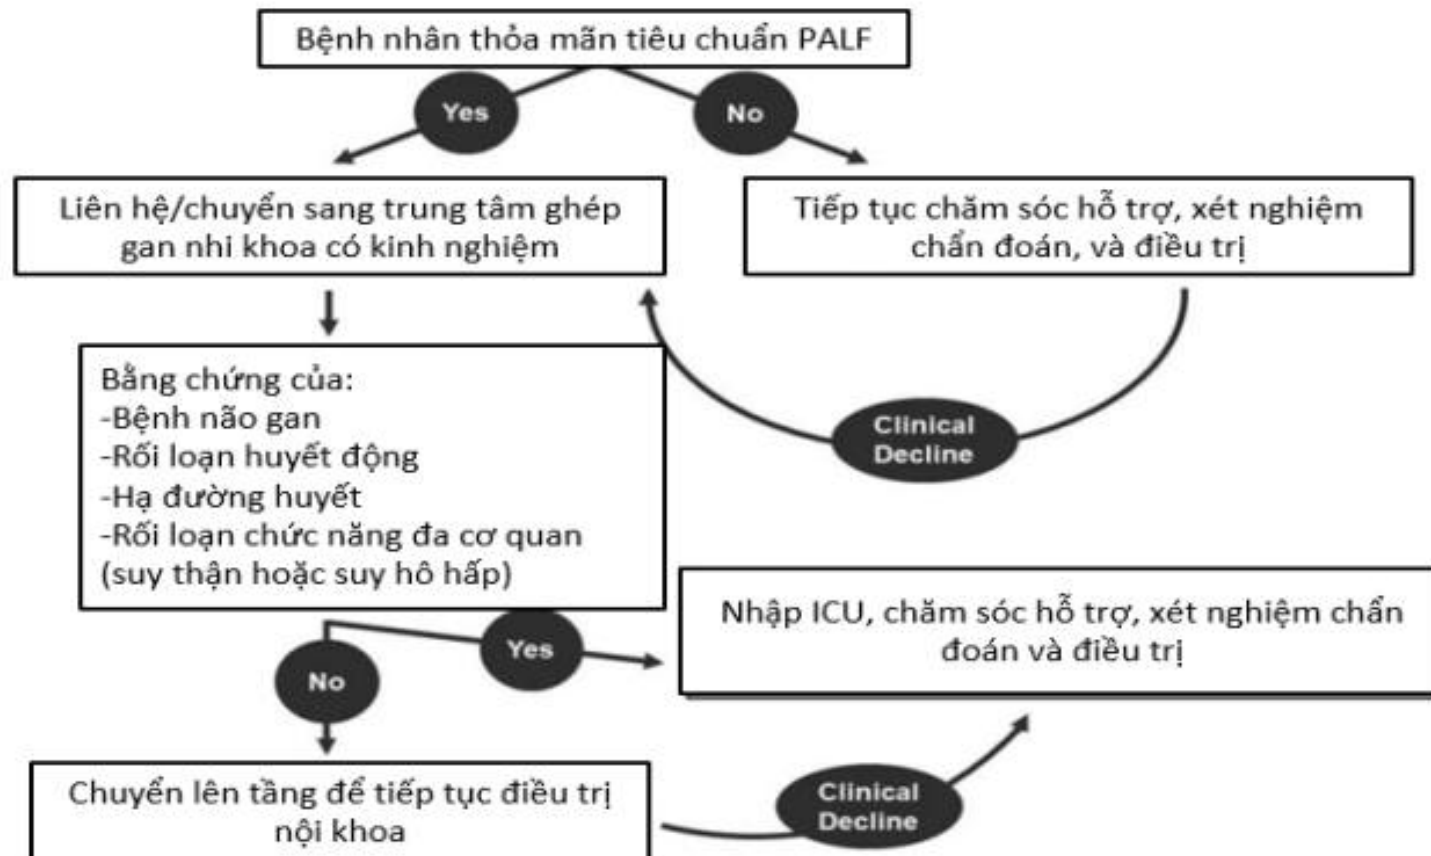 Bệnh nhân thỏa mãn tiêu chuẩn PALF
Yes
No
Liên hệ/chuyển sang trung tâm ghép
gan nhi khoa có kinh nghiệm
Tiếp tục chăm sóc hỗ trợ, xét nghiệm
chẩn đoán, và điều trị
Bằng chứng của:
-Bệnh não gan
-Rối loạn huyết động
-Hạ đường huyết
-Rối loạn chức năng đa cơ quan
(suy thận hoặc suy hô hấp)
Clinical
Decline
Yes
No
Nhập ICU, chăm sóc hỗ trợ, xét nghiệm chẩn
đoán và điều trị
Chuyển lên tầng để tiếp tục điều trị
nội khoa
Clinical
Decline